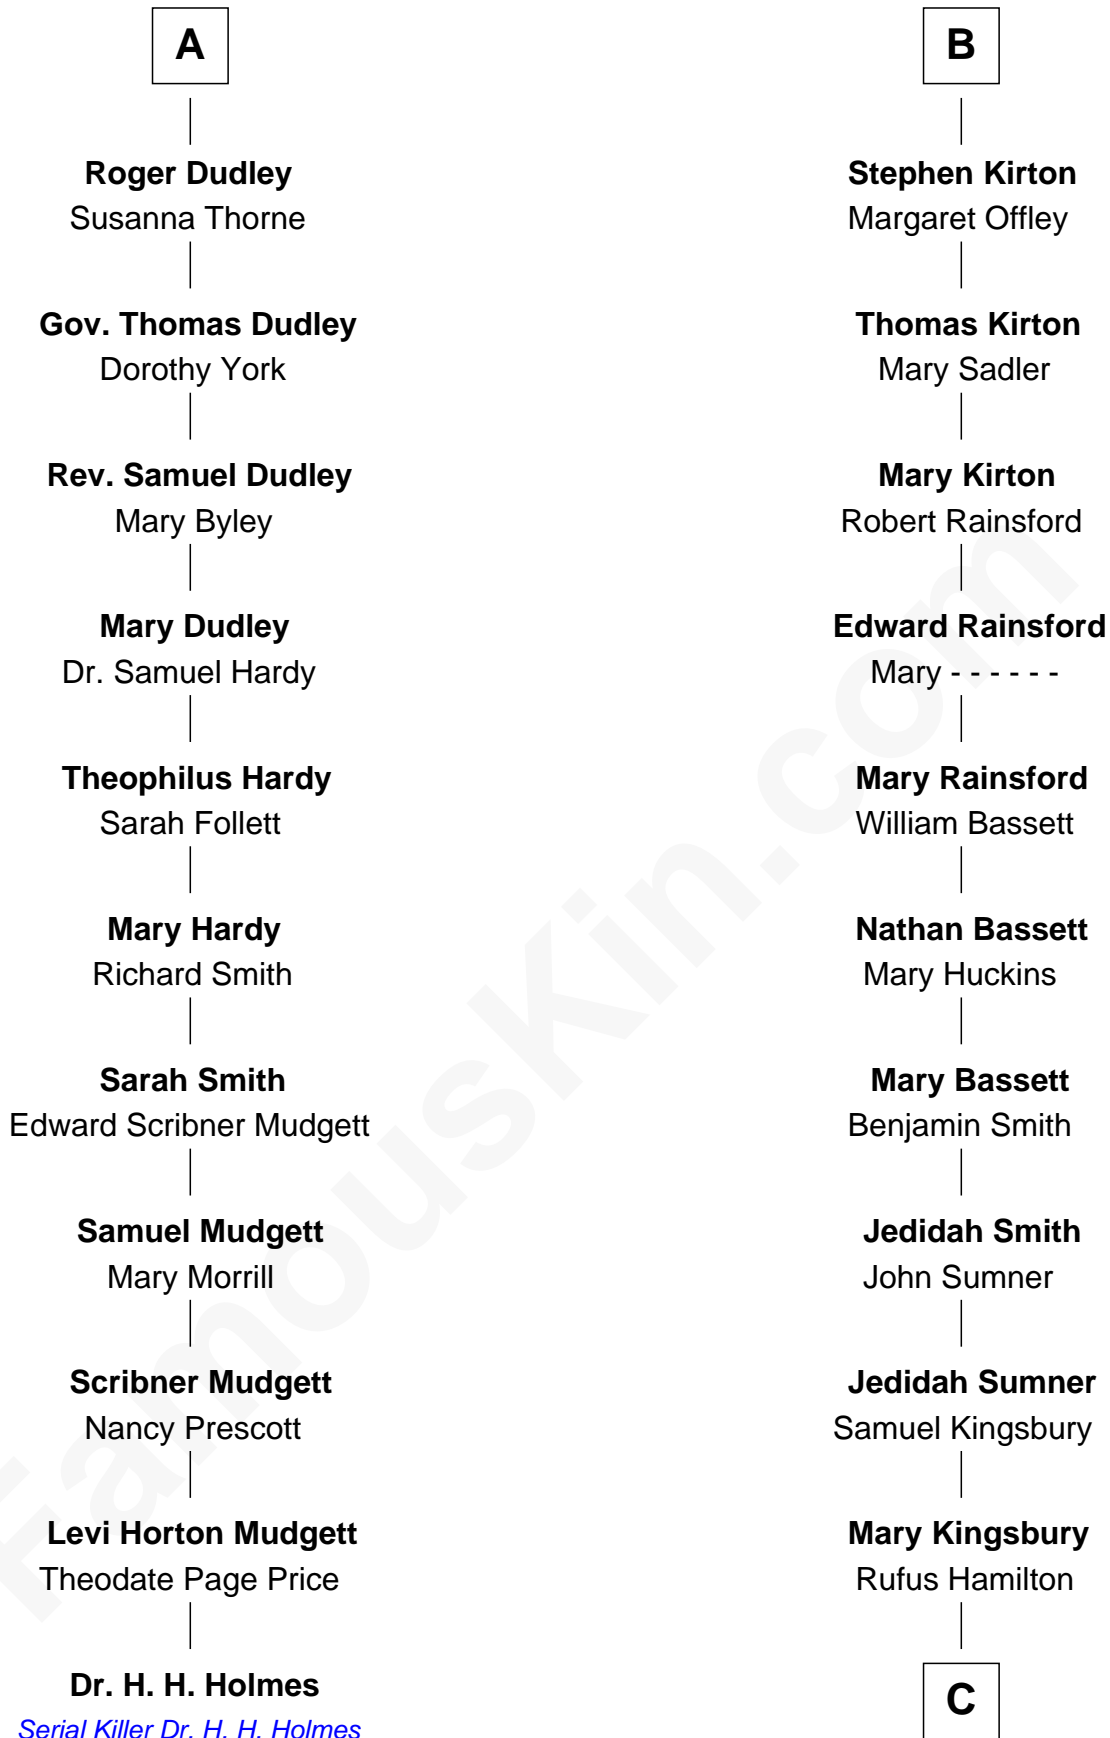 A
Roger Dudley
Susanna Thorne
Gov. Thomas Dudley
Dorothy York
Rev. Samuel Dudley
Mary Byley
Mary Dudley
Dr. Samuel Hardy
Theophilus Hardy
Sarah Follett
Mary Hardy
Richard Smith
Sarah Smith
Edward Scribner Mudgett
Samuel Mudgett
Mary Morrill
Scribner Mudgett
Nancy Prescott
Levi Horton Mudgett
Theodate Page Price
Dr. H. H. Holmes
Serial Killer Dr. H. H. Holmes
B
Stephen Kirton
Margaret Offley
Thomas Kirton
Mary Sadler
Mary Kirton
Robert Rainsford
Edward Rainsford
Mary - - - - - -
Mary Rainsford
William Bassett
Nathan Bassett
Mary Huckins
Mary Bassett
Benjamin Smith
Jedidah Smith
John Sumner
Jedidah Sumner
Samuel Kingsbury
Mary Kingsbury
Rufus Hamilton
C
FamousKin.com